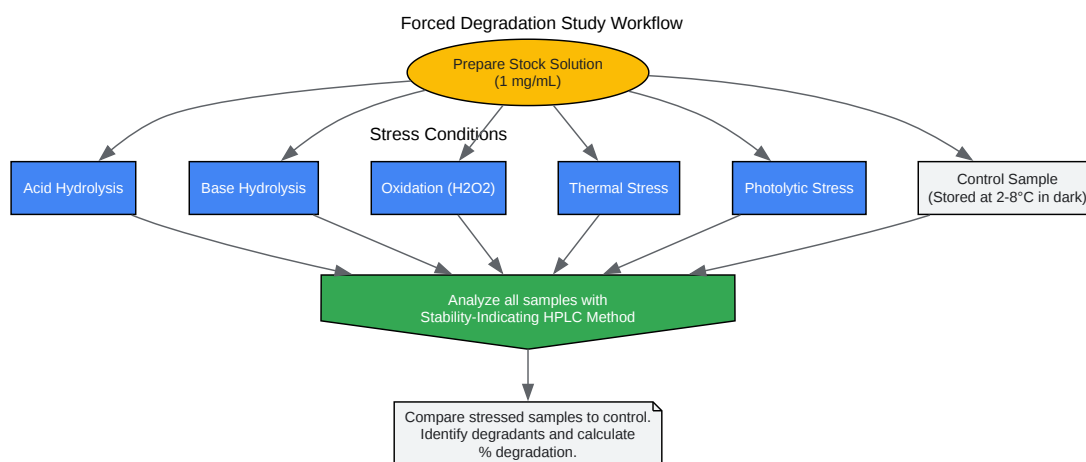 Forced Degradation Study Workflow
Prepare Stock Solution
(1 mg/mL)
Stress Conditions
Acid Hydrolysis
Base Hydrolysis
Oxidation (H2O2)
Thermal Stress
Photolytic Stress
Control Sample
(Stored at 2-8°C in dark)
Analyze all samples with
Stability-Indicating HPLC Method
Compare stressed samples to control.
Identify degradants and calculate
% degradation.